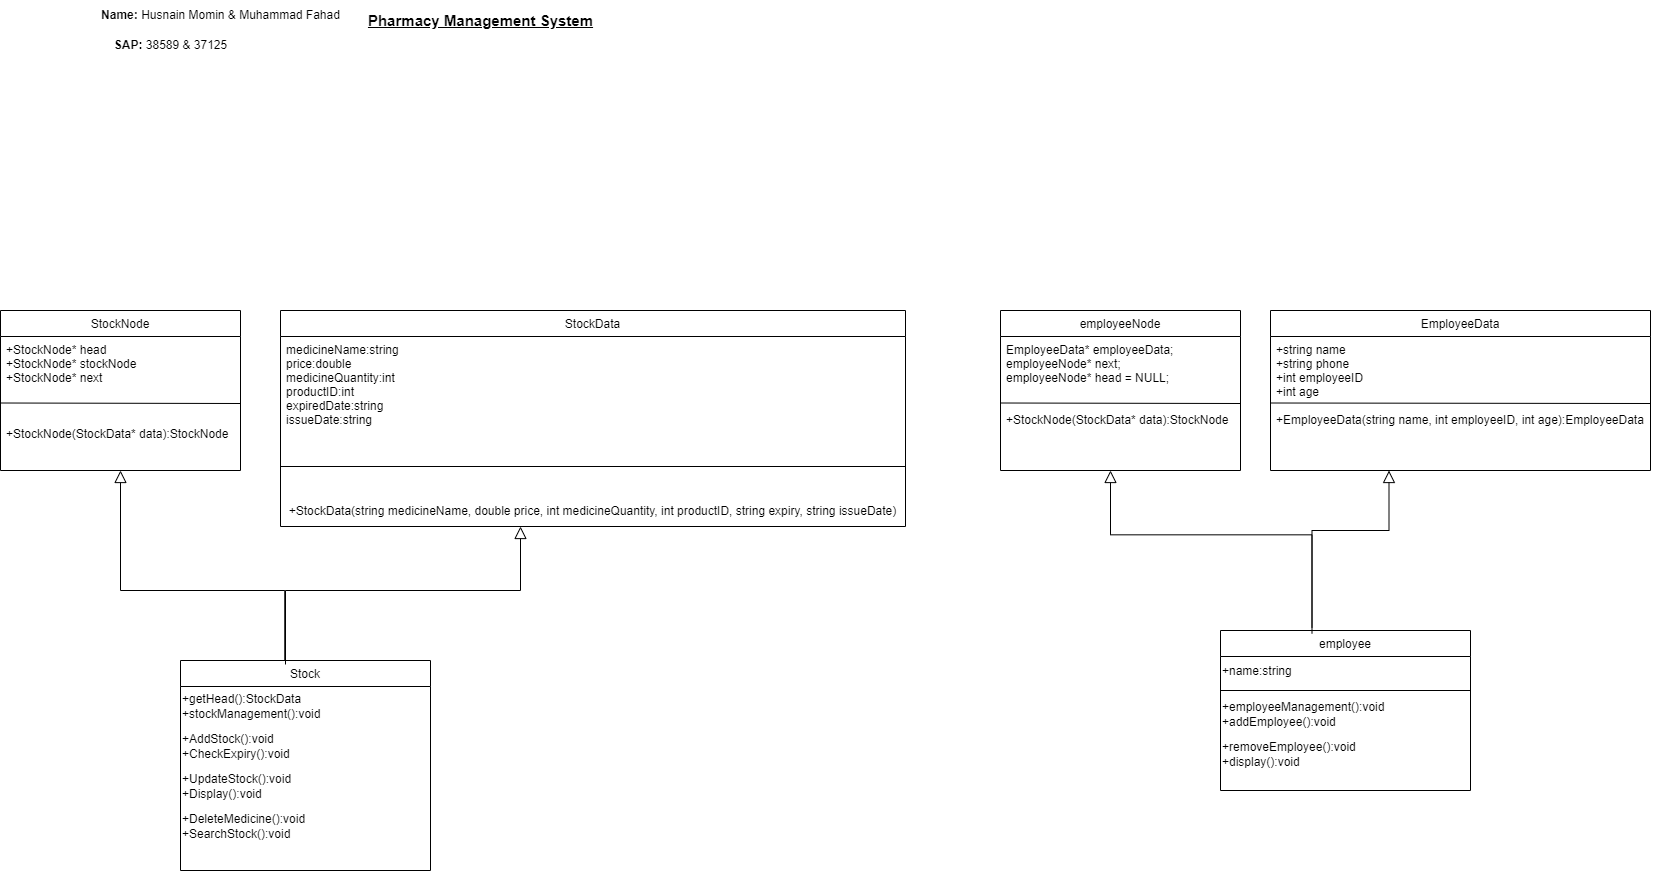 Name: Husnain Momin & Muhammad Fahad
Pharmacy Management System
SAP: 38589 & 37125
StockNode
+StockNode* head
+StockNode* stockNode
+StockNode* next
+StockNode(StockData* data):StockNode
StockData
medicineName:string
price:double
medicineQuantity:int
productID:int
expiredDate:string
issueDate:string
+StockData(string medicineName, double price, int medicineQuantity, int productID, string expiry, string issueDate)
employeeNode
EmployeeData* employeeData;
employeeNode* next;
employeeNode* head = NULL;
+StockNode(StockData* data):StockNode
EmployeeData
+string name
+string phone
+int employeeID
+int age
+EmployeeData(string name, int employeeID, int age):EmployeeData
Stock
+getHead():StockData
+stockManagement():void
+AddStock():void
+CheckExpiry():void
+UpdateStock():void
+Display():void
+DeleteMedicine():void
+SearchStock():void
employee
+name:string
+employeeManagement():void
+addEmployee():void
+removeEmployee():void
+display():void